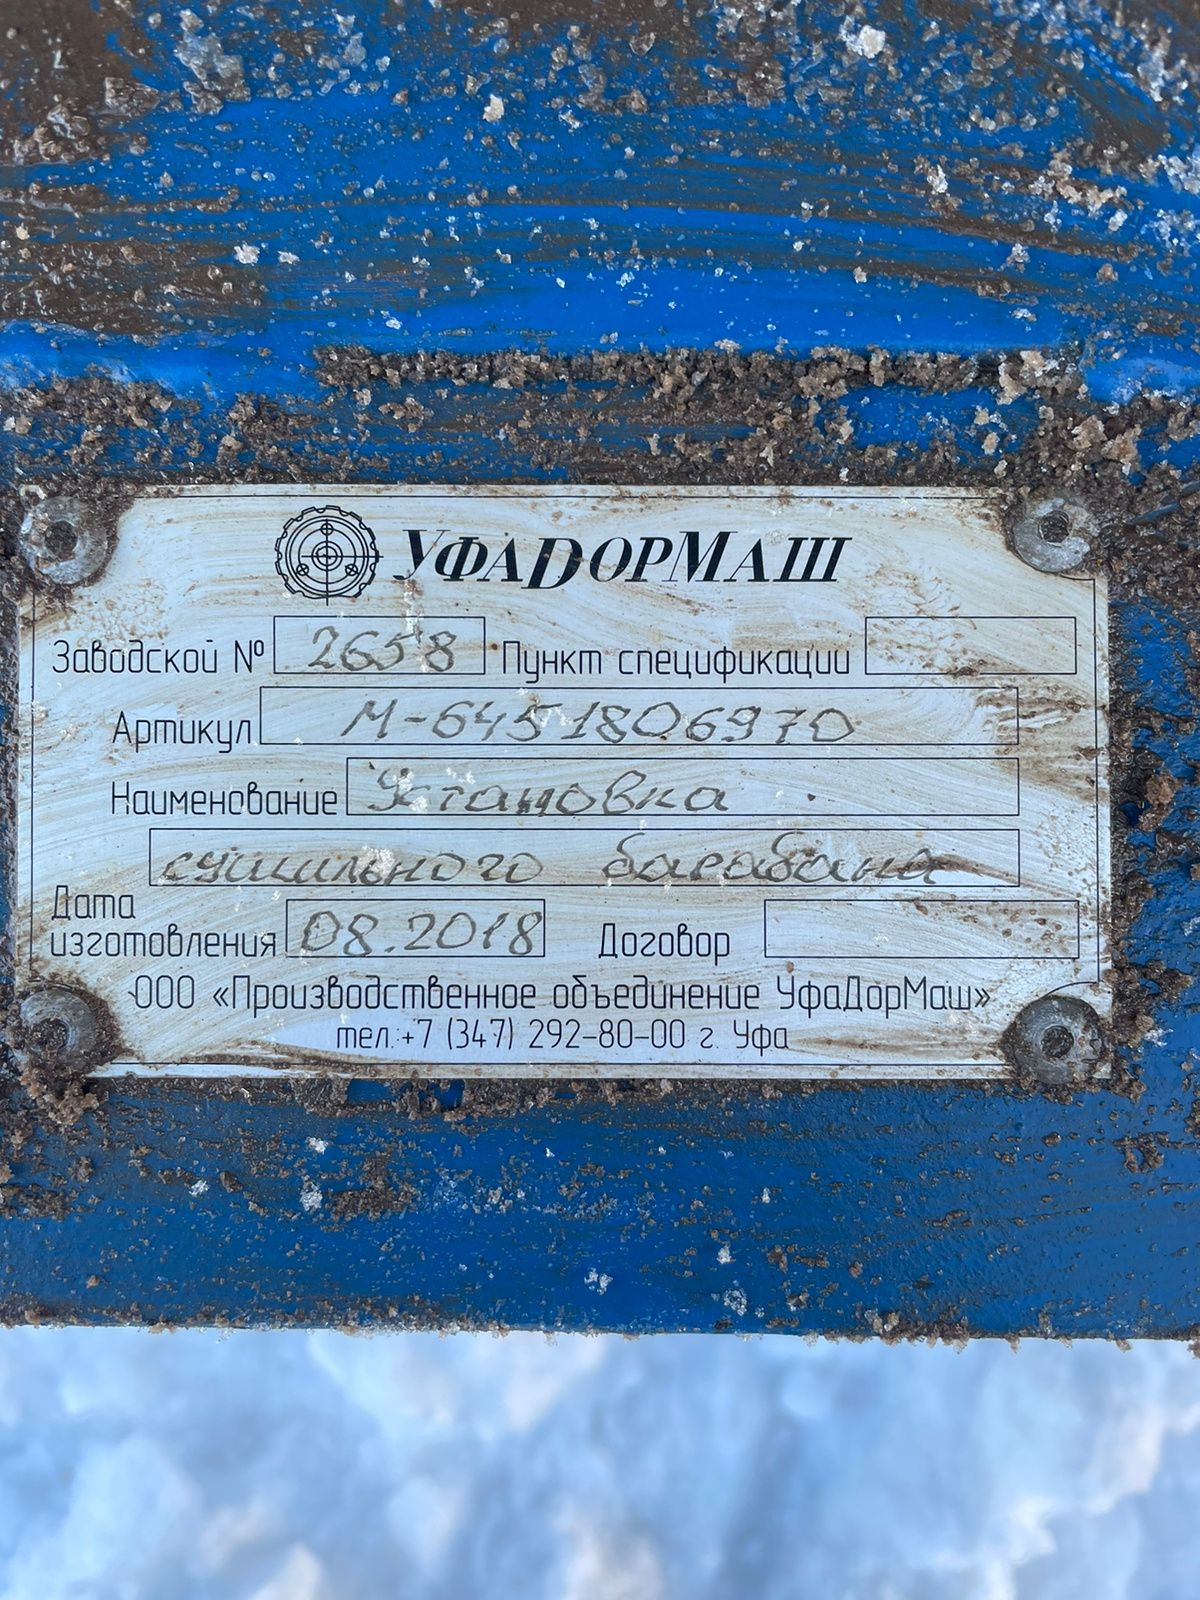 УфаДорМаш
Заводской № 2658 Пункт спецификации
Артикул М-6451806970
Наименование Установка
сушильного барабана
Дата
изготовления 08.2018 Договор
ООО «Производственное объединение УфаДорМаш»
тел.:+7 (347) 292-80-00 г. Уфа